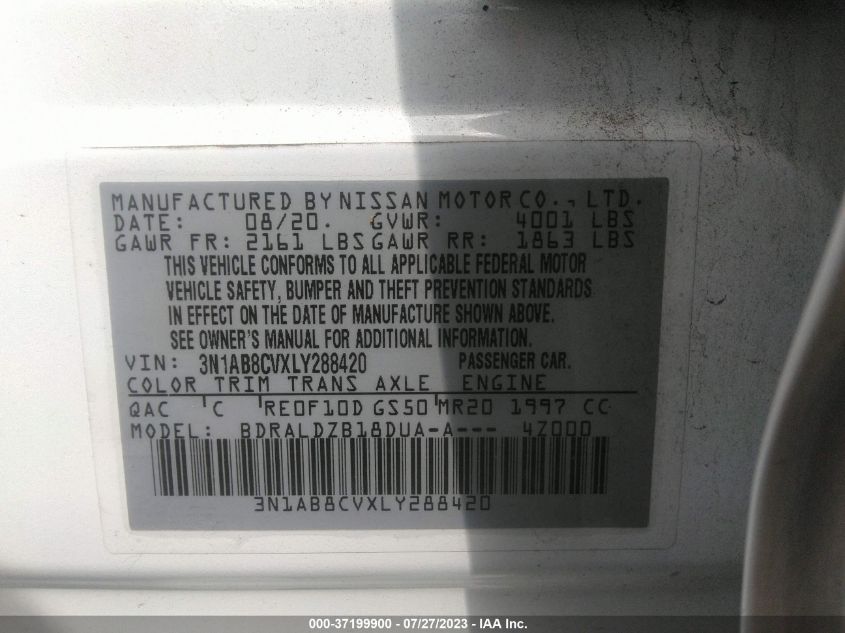 MANUFACTURED BY NISSAN MOTOR CO., LTD.
DATE: 08/20. GVWR: 4001 LBS
GAWR FR: 2161 LBS GAWR RR: 1863 LBS
THIS VEHICLE CONFORMS TO ALL APPLICABLE FEDERAL MOTOR
VEHICLE SAFETY, BUMPER AND THEFT PREVENTION STANDARDS
IN EFFECT ON THE DATE OF MANUFACTURE SHOWN ABOVE.
SEE OWNER'S MANUAL FOR ADDITIONAL INFORMATION.
VIN: 3N1AB8CVXLY288420 PASSENGER CAR.
COLOR TRIM TRANS AXLE ENGINE
QAC C RE0F10D GS50 MR20 1997 CC
MODEL: BDRALDZB18DUA-A--- 4Z000
3N1AB8CVXLY288420
000-37199900 - 07/27/2023 - IAA Inc.